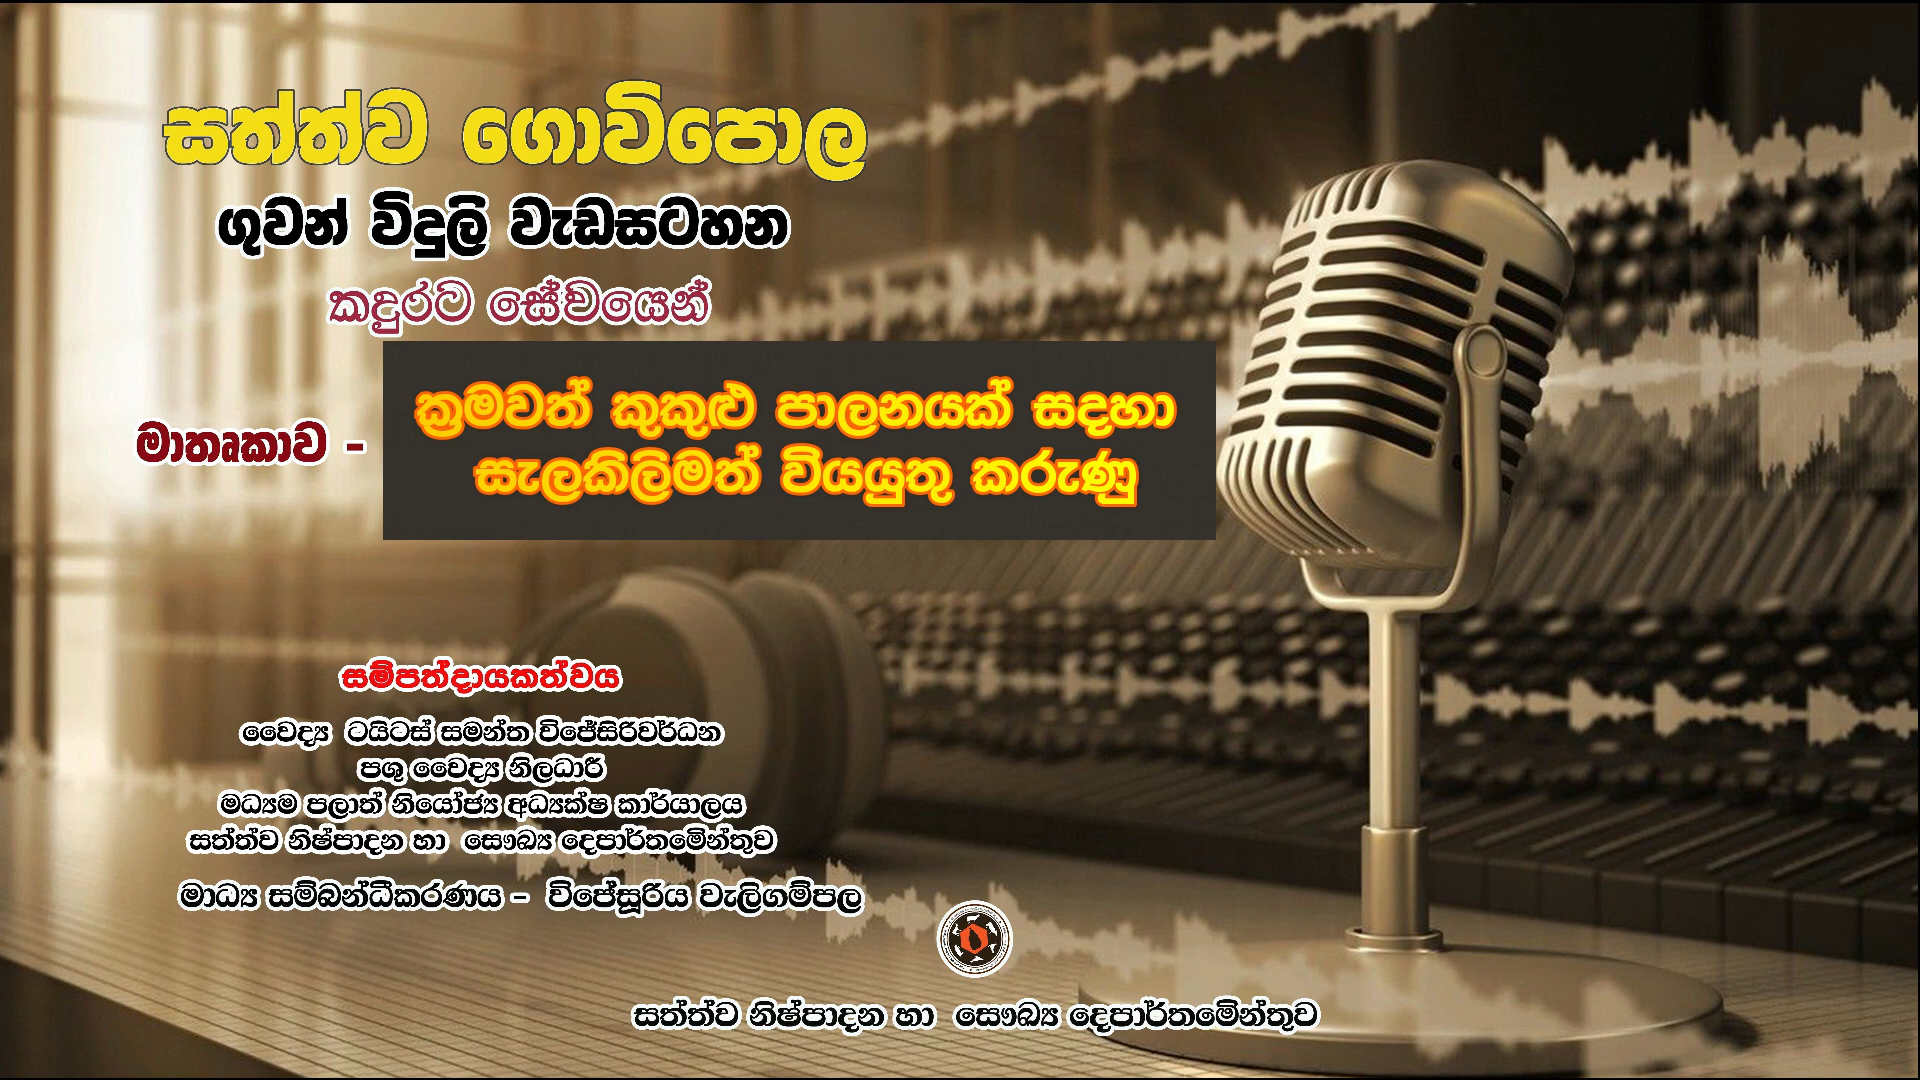 සත්ත්ව ගොවිපොල
ගුවන් විදුලි වැඩසටහන
කදුරට සේවයෙන්
මාතෘකාව -
ක්‍රමවත් කුකුළු පාලනයක් සදහා
සැලකිලිමත් වියයුතු කරුණු
සම්පත්දායකත්වය
වෛද්‍ය ටයිටස් සමන්ත විජේසිරිවර්ධන
පශු වෛද්‍ය නිලධාරී
මධ්‍යම පලාත් නියෝජ්‍ය අධ්‍යක්ෂ කාර්යාලය
සත්ත්ව නිෂ්පාදන හා සෞඛ්‍ය දෙපාර්තමේන්තුව
මාධ්‍ය සම්බන්ධීකරණය - විජේසූරිය වැලිගම්පල
සත්ත්ව නිෂ්පාදන හා සෞඛ්‍ය දෙපාර්තමේන්තුව